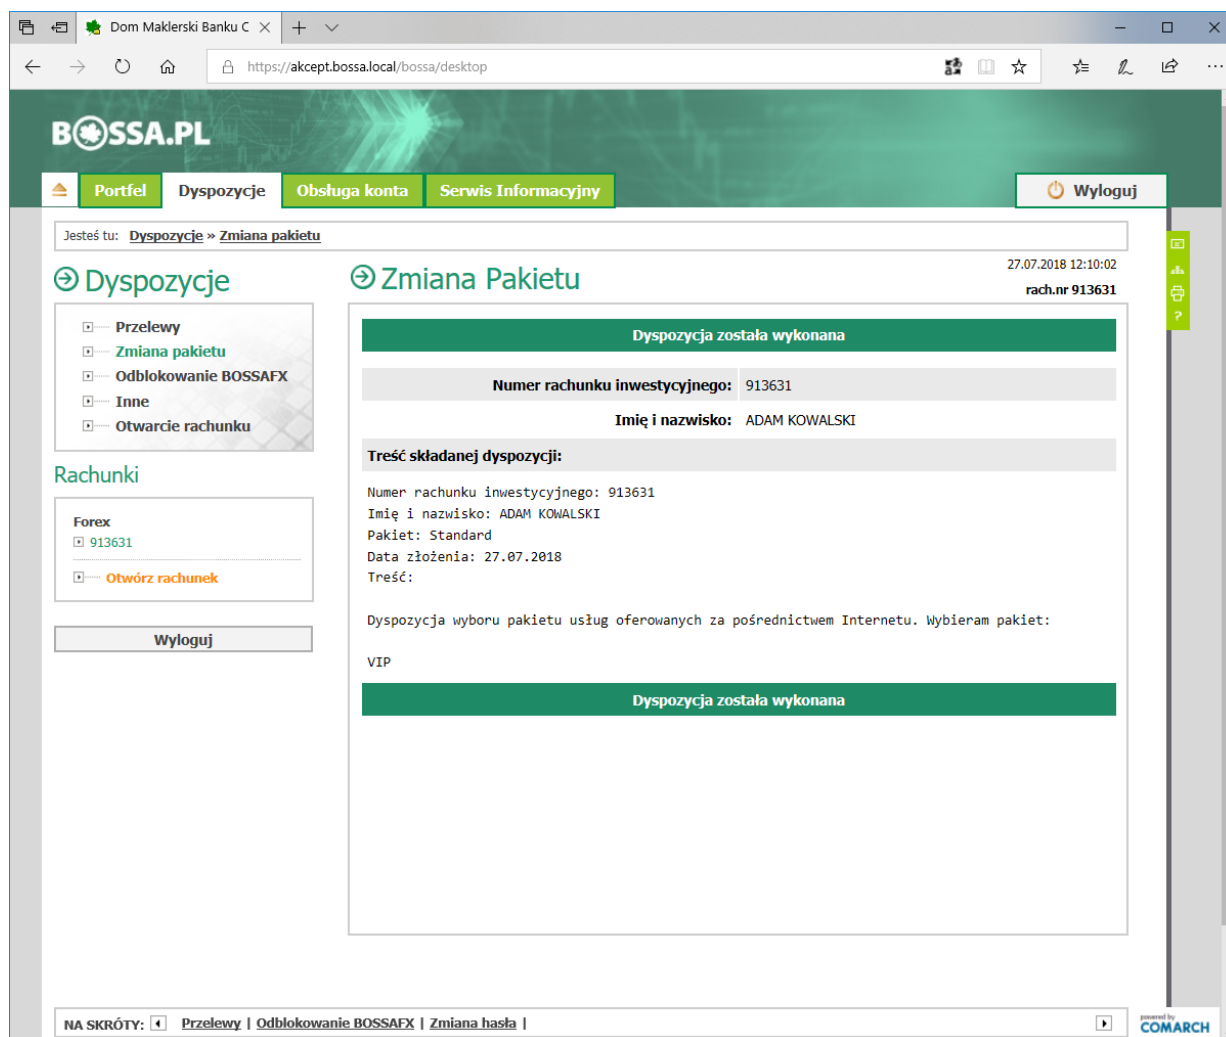 Dom Maklerski Banku C
https://akcept.bossa.local/bossa/desktop
BOSSA.PL
Portfel
Dyspozycje
Obsługa konta
Serwis Informacyjny
Wyloguj
Jesteś tu: Dyspozycje » Zmiana pakietu
Dyspozycje
Przelewy
Zmiana pakietu
Odblokowanie BOSSAFX
Inne
Otwarcie rachunku
Rachunki
Forex
913631
Otwórz rachunek
Wyloguj
Zmiana Pakietu
27.07.2018 12:10:02
rach.nr 913631
Dyspozycja została wykonana
Numer rachunku inwestycyjnego: 913631
Imię i nazwisko: ADAM KOWALSKI
Treść składanej dyspozycji:
Numer rachunku inwestycyjnego: 913631
Imię i nazwisko: ADAM KOWALSKI
Pakiet: Standard
Data złożenia: 27.07.2018
Treść:
Dyspozycja wyboru pakietu usług oferowanych za pośrednictwem Internetu. Wybieram pakiet:
VIP
Dyspozycja została wykonana
NA SKRÓTY: Przelewy | Odblokowanie BOSSAFX | Zmiana hasła |
powered by
COMARCH